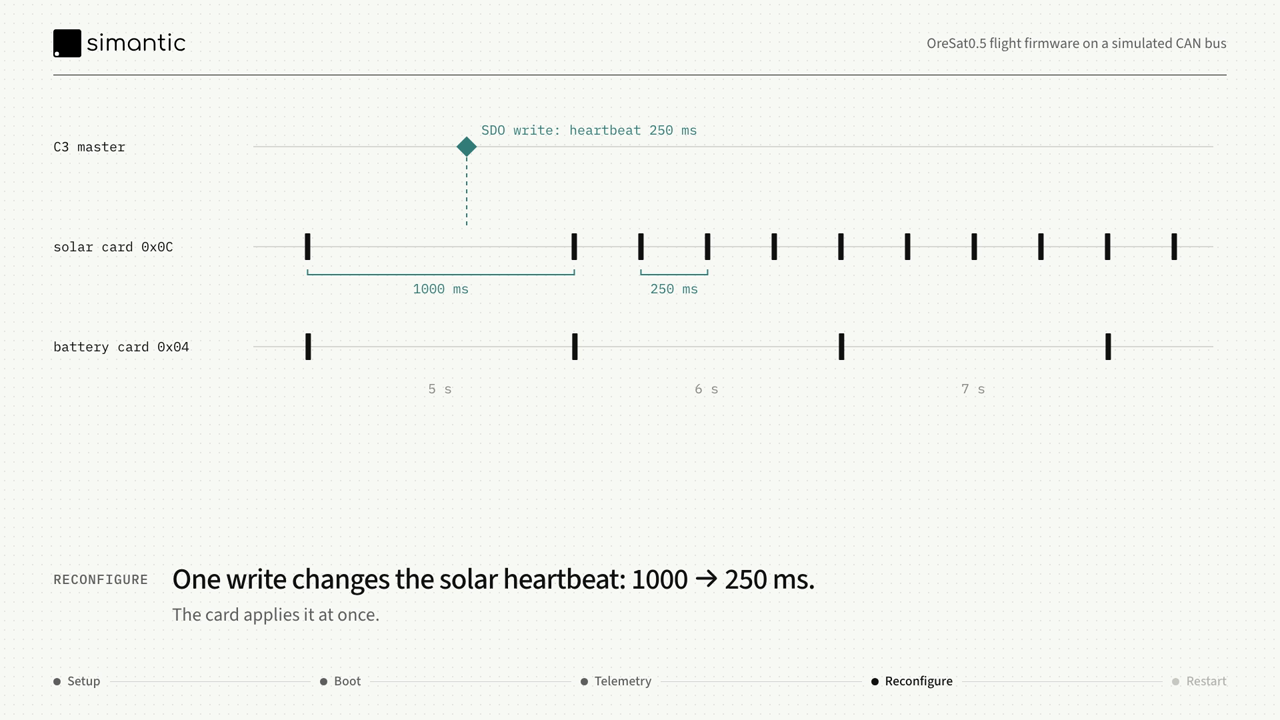 simantic
OreSat0.5 flight firmware on a simulated CAN bus
SDO write: heartbeat 250 ms
C3 master
solar card 0x0C
1000 ms
250 ms
battery card 0x04
5 s
6 s
7 s
RECONFIGURE
One write changes the solar heartbeat: 1000 → 250 ms.
The card applies it at once.
Setup
Boot
Telemetry
Reconfigure
Restart